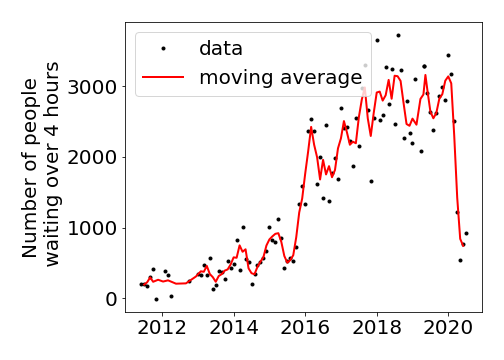 data
moving average
Number of people
waiting over 4 hours
3000
2000
1000
0
2012 2014 2016 2018 2020